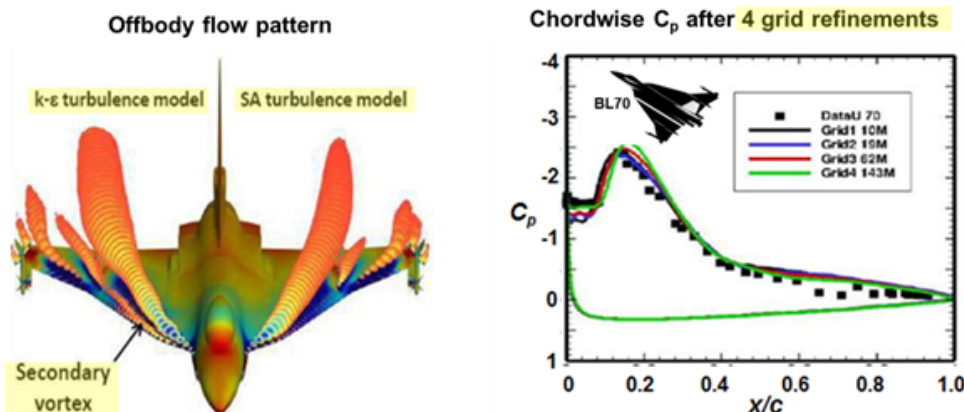 Offbody flow pattern
k-ε turbulence model
SA turbulence model
Secondary
vortex
Chordwise Cp after 4 grid refinements
-4
-3
-2
-1
0
1
Cp
BL70
DataU 70
Grid1 10M
Grid2 19M
Grid3 62M
Grid4 143M
0 0.2 0.4 0.6 0.8 1.0
x/c